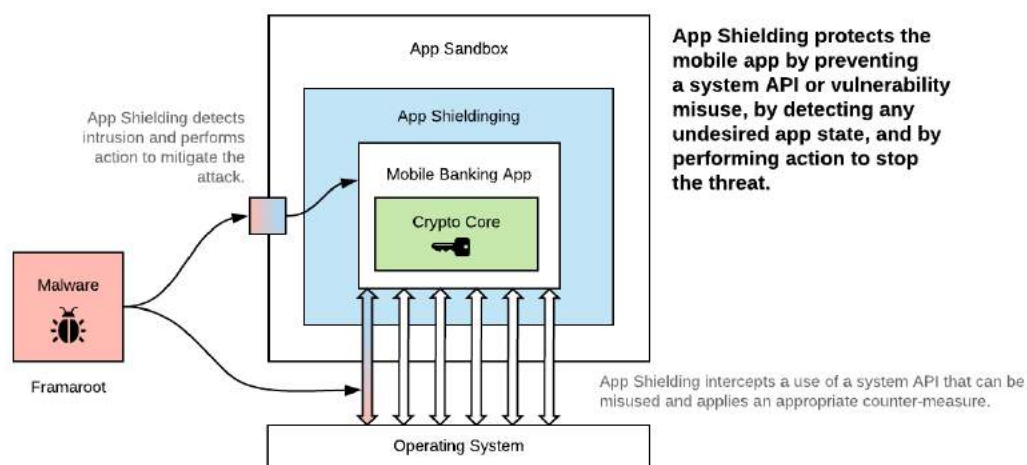 App Sandbox
App Shieldinging
Mobile Banking App
Crypto Core
App Shielding detects
intrusion and performs
action to mitigate the
attack.
Malware
Framaroot
Operating System
App Shielding protects the
mobile app by preventing
a system API or vulnerability
misuse, by detecting any
undesired app state, and by
performing action to stop
the threat.
App Shielding intercepts a use of a system API that can be
misused and applies an appropriate counter-measure.